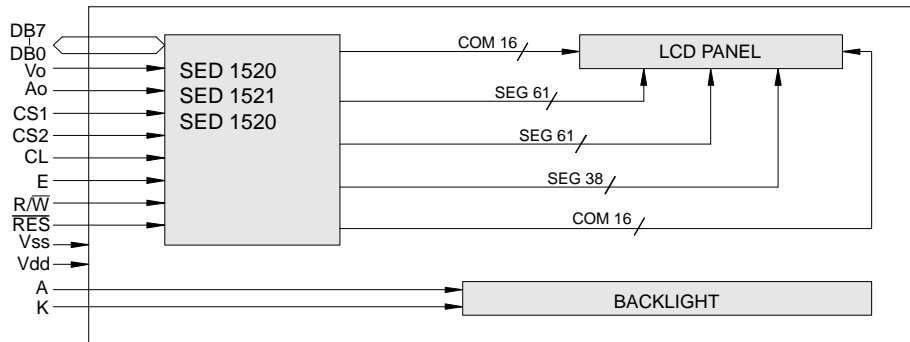 DB7
DB0
Vo
Ao
CS1
CS2
CL
E
R/W̅
R̅E̅S̅
Vss
Vdd
A
K
SED 1520
SED 1521
SED 1520
COM 16
SEG 61
SEG 61
SEG 38
COM 16
LCD PANEL
BACKLIGHT